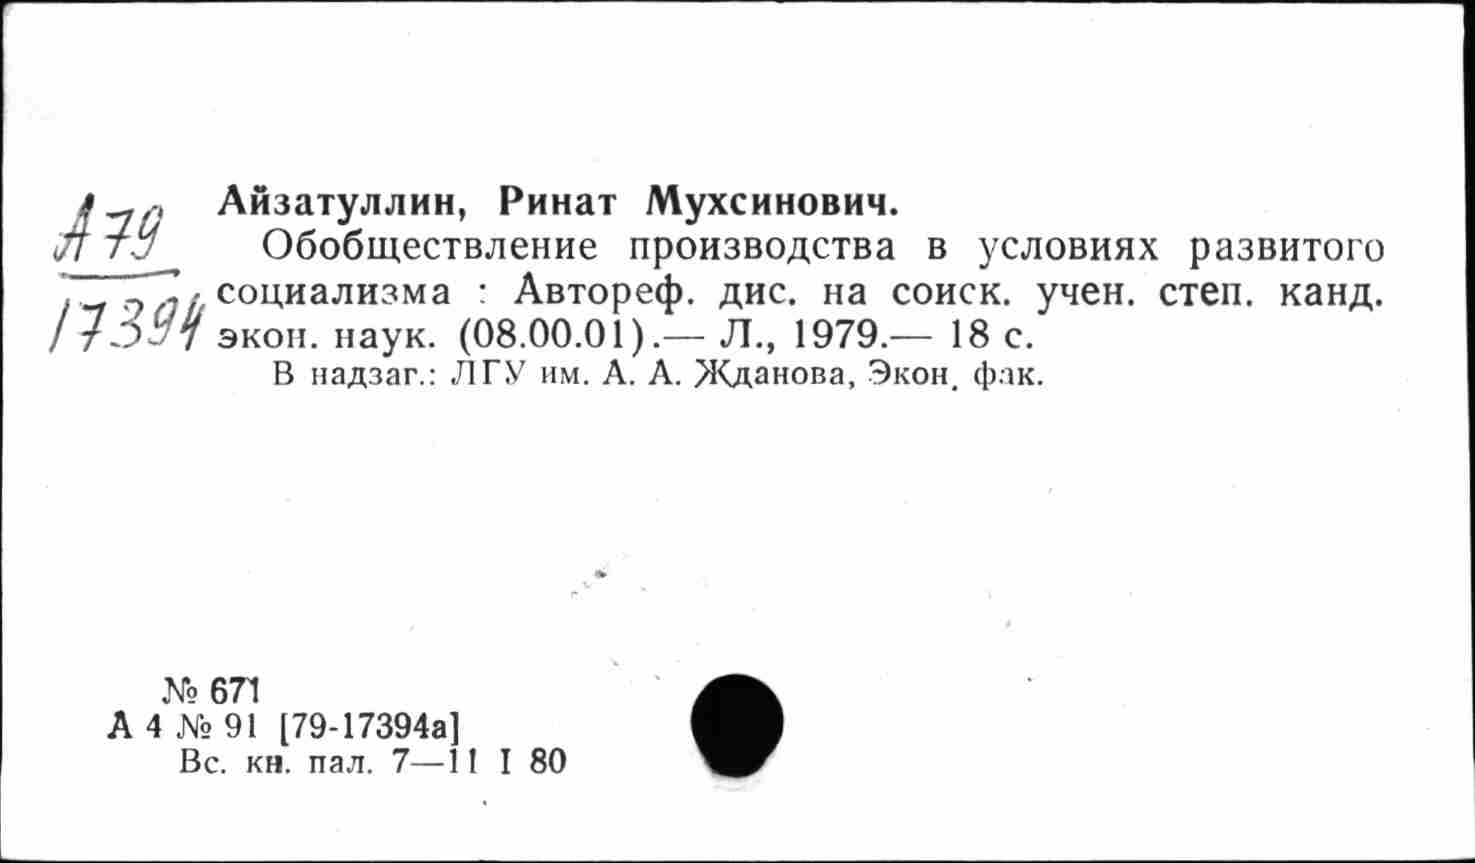 А79
17394
Айзатуллин, Ринат Мухсинович.
Обобществление производства в условиях развитого
социализма : Автореф. дис. на соиск. учен. степ. канд.
экон. наук. (08.00.01).— Л., 1979.— 18 с.
В надзаг.: ЛГУ им. А. А. Жданова, Экон. фак.
№ 671
А 4 № 91 [79-17394а]
Вс. кн. пал. 7—11 I 80